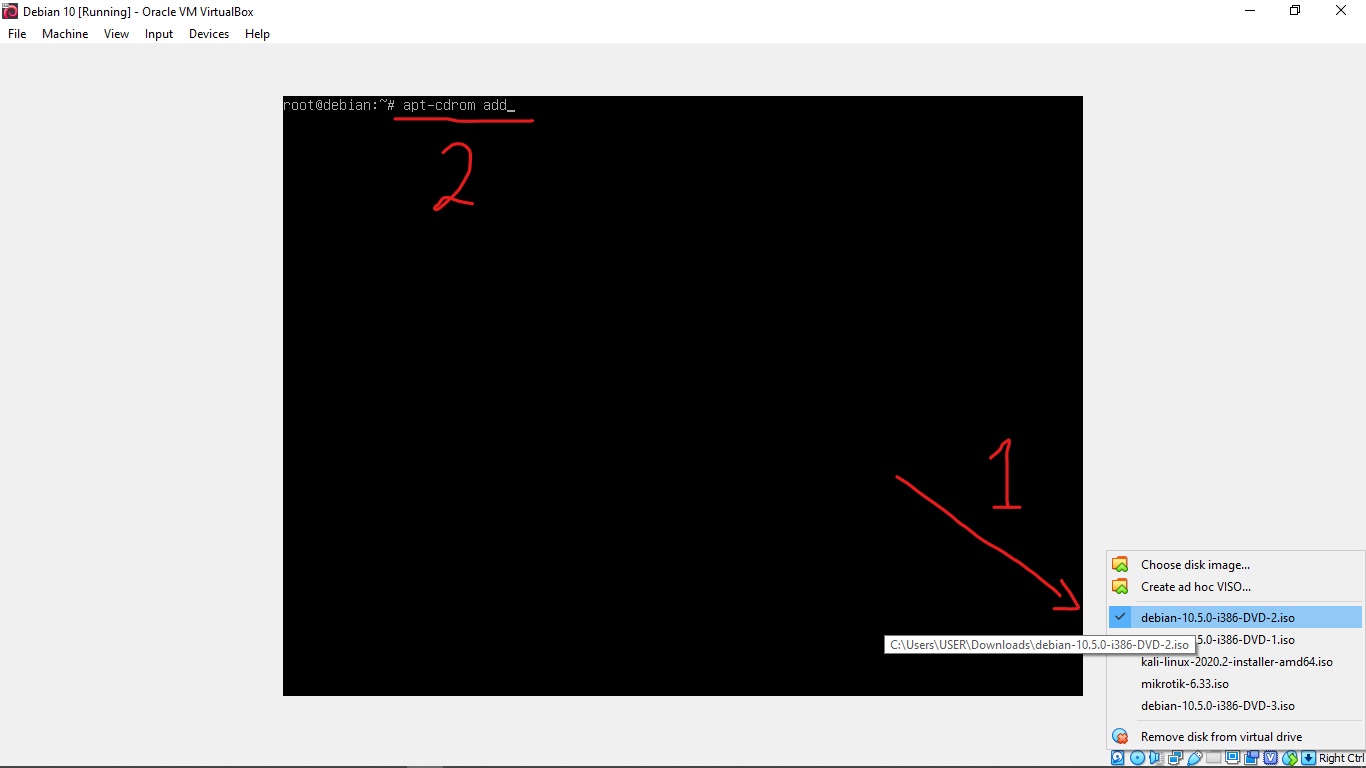 Debian 10 [Running] - Oracle VM VirtualBox
File Machine View Input Devices Help
root@debian:~# apt-cdrom add_
2
1
Choose disk image...
Create ad hoc VISO...
debian-10.5.0-i386-DVD-2.iso
C:\Users\USER\Downloads\debian-10.5.0-i386-DVD-2.iso
5.0-i386-DVD-1.iso
kali-linux-2020.2-installer-amd64.iso
mikrotik-6.33.iso
debian-10.5.0-i386-DVD-3.iso
Remove disk from virtual drive
Right Ctrl